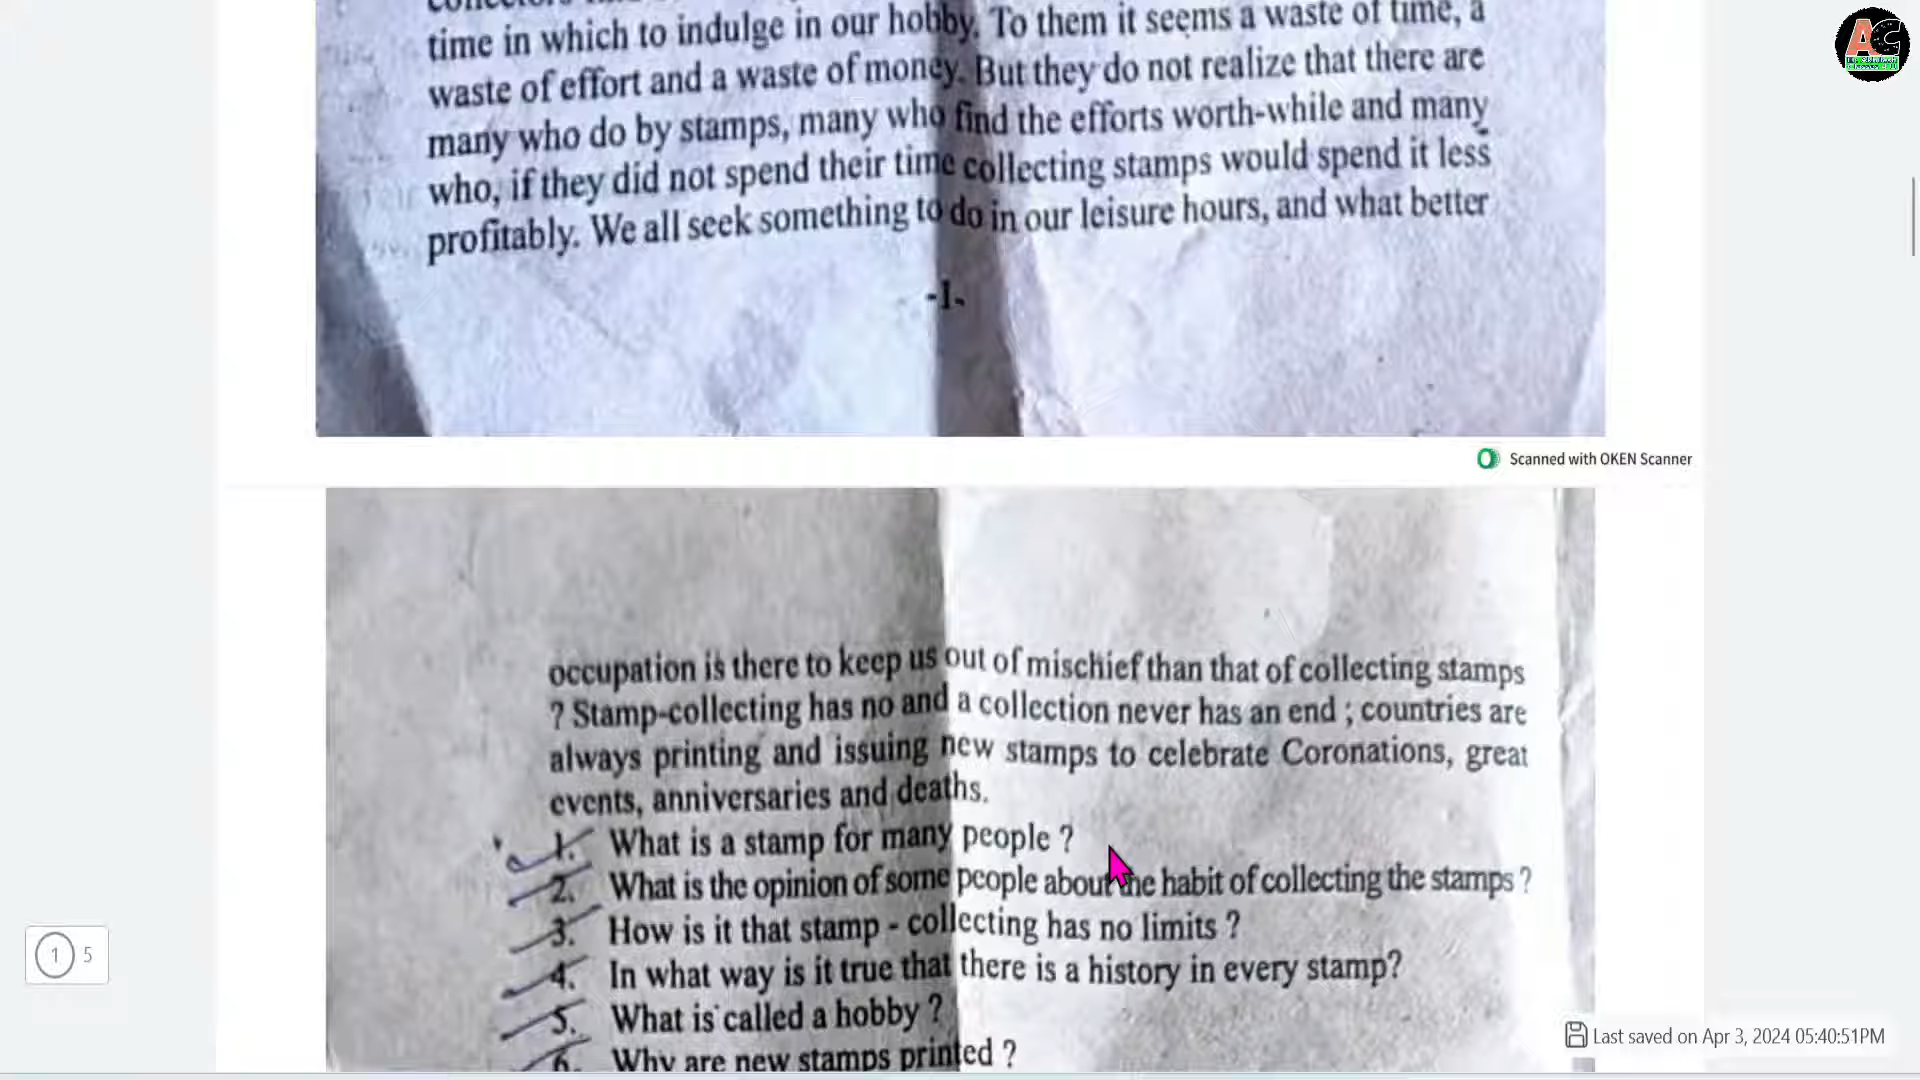 time in which to indulge in our hobby. To them it seems a waste of time, a
waste of effort and a waste of money. But they do not realize that there are
many who do by stamps, many who find the efforts worth-while and many
who, if they did not spend their time collecting stamps would spend it less
profitably. We all seek something to do in our leisure hours, and what better
-1-
Scanned with OKEN Scanner
occupation is there to keep us out of mischief than that of collecting stamps
? Stamp-collecting has no and a collection never has an end ; countries are
always printing and issuing new stamps to celebrate Coronations, great
events, anniversaries and deaths.
1. What is a stamp for many people ?
2. What is the opinion of some people about the habit of collecting the stamps ?
3. How is it that stamp - collecting has no limits ?
4. In what way is it true that there is a history in every stamp?
5. What is called a hobby ?
6. Why are new stamps printed ?
1 5
Last saved on Apr 3, 2024 05:40:51PM
AC